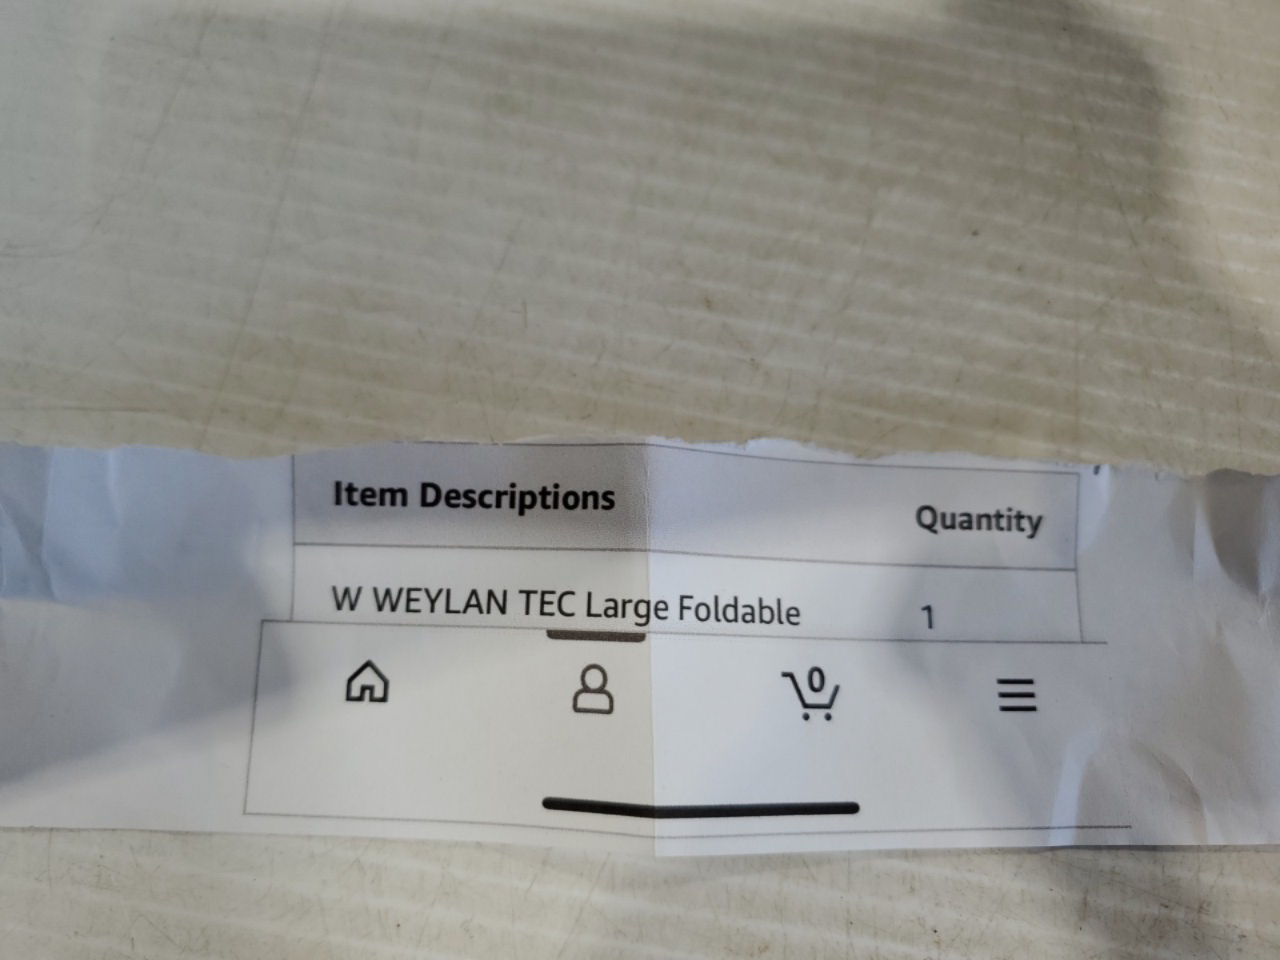 Item Descriptions Quantity
W WEYLAN TEC Large Foldable 1
0